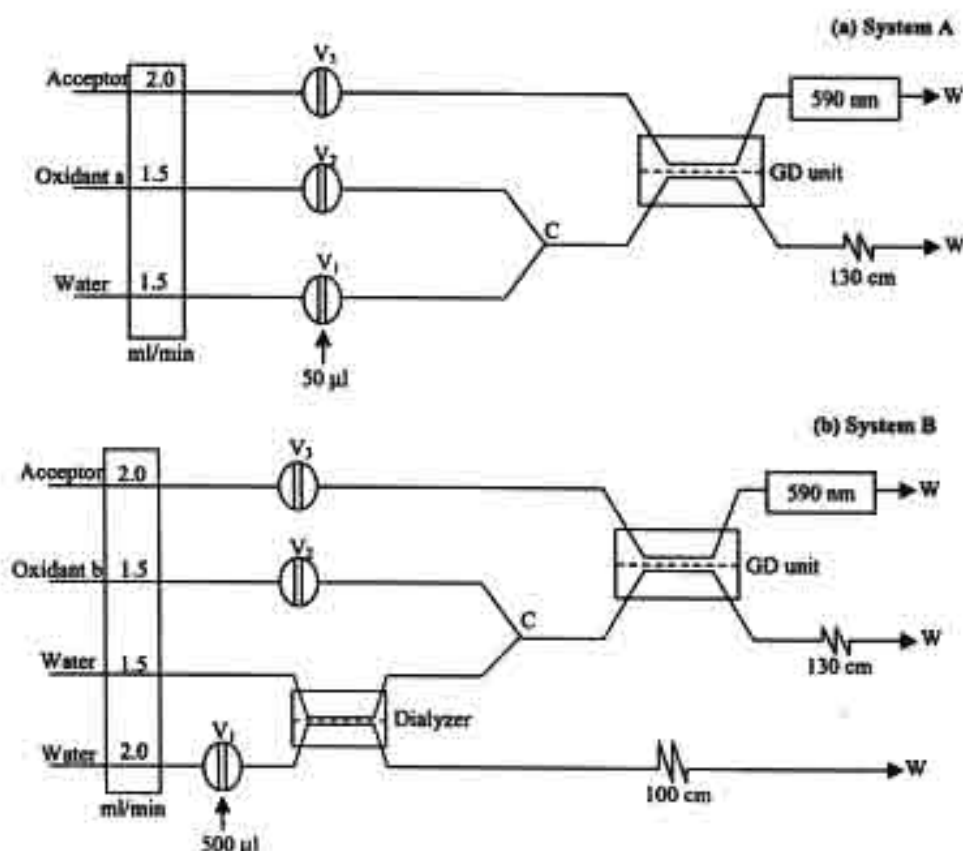 (a) System A
V3
Acceptor 2.0
590 nm W
V2
Oxidant a 1.5
GD unit
C
V1
Water 1.5
W
130 cm
ml/min
50 µl
(b) System B
V3
Acceptor 2.0
590 nm W
V2
Oxidant b 1.5
GD unit
C
Water 1.5
W
130 cm
Dialyzer
V1
Water 2.0
W
100 cm
ml/min
500 µl